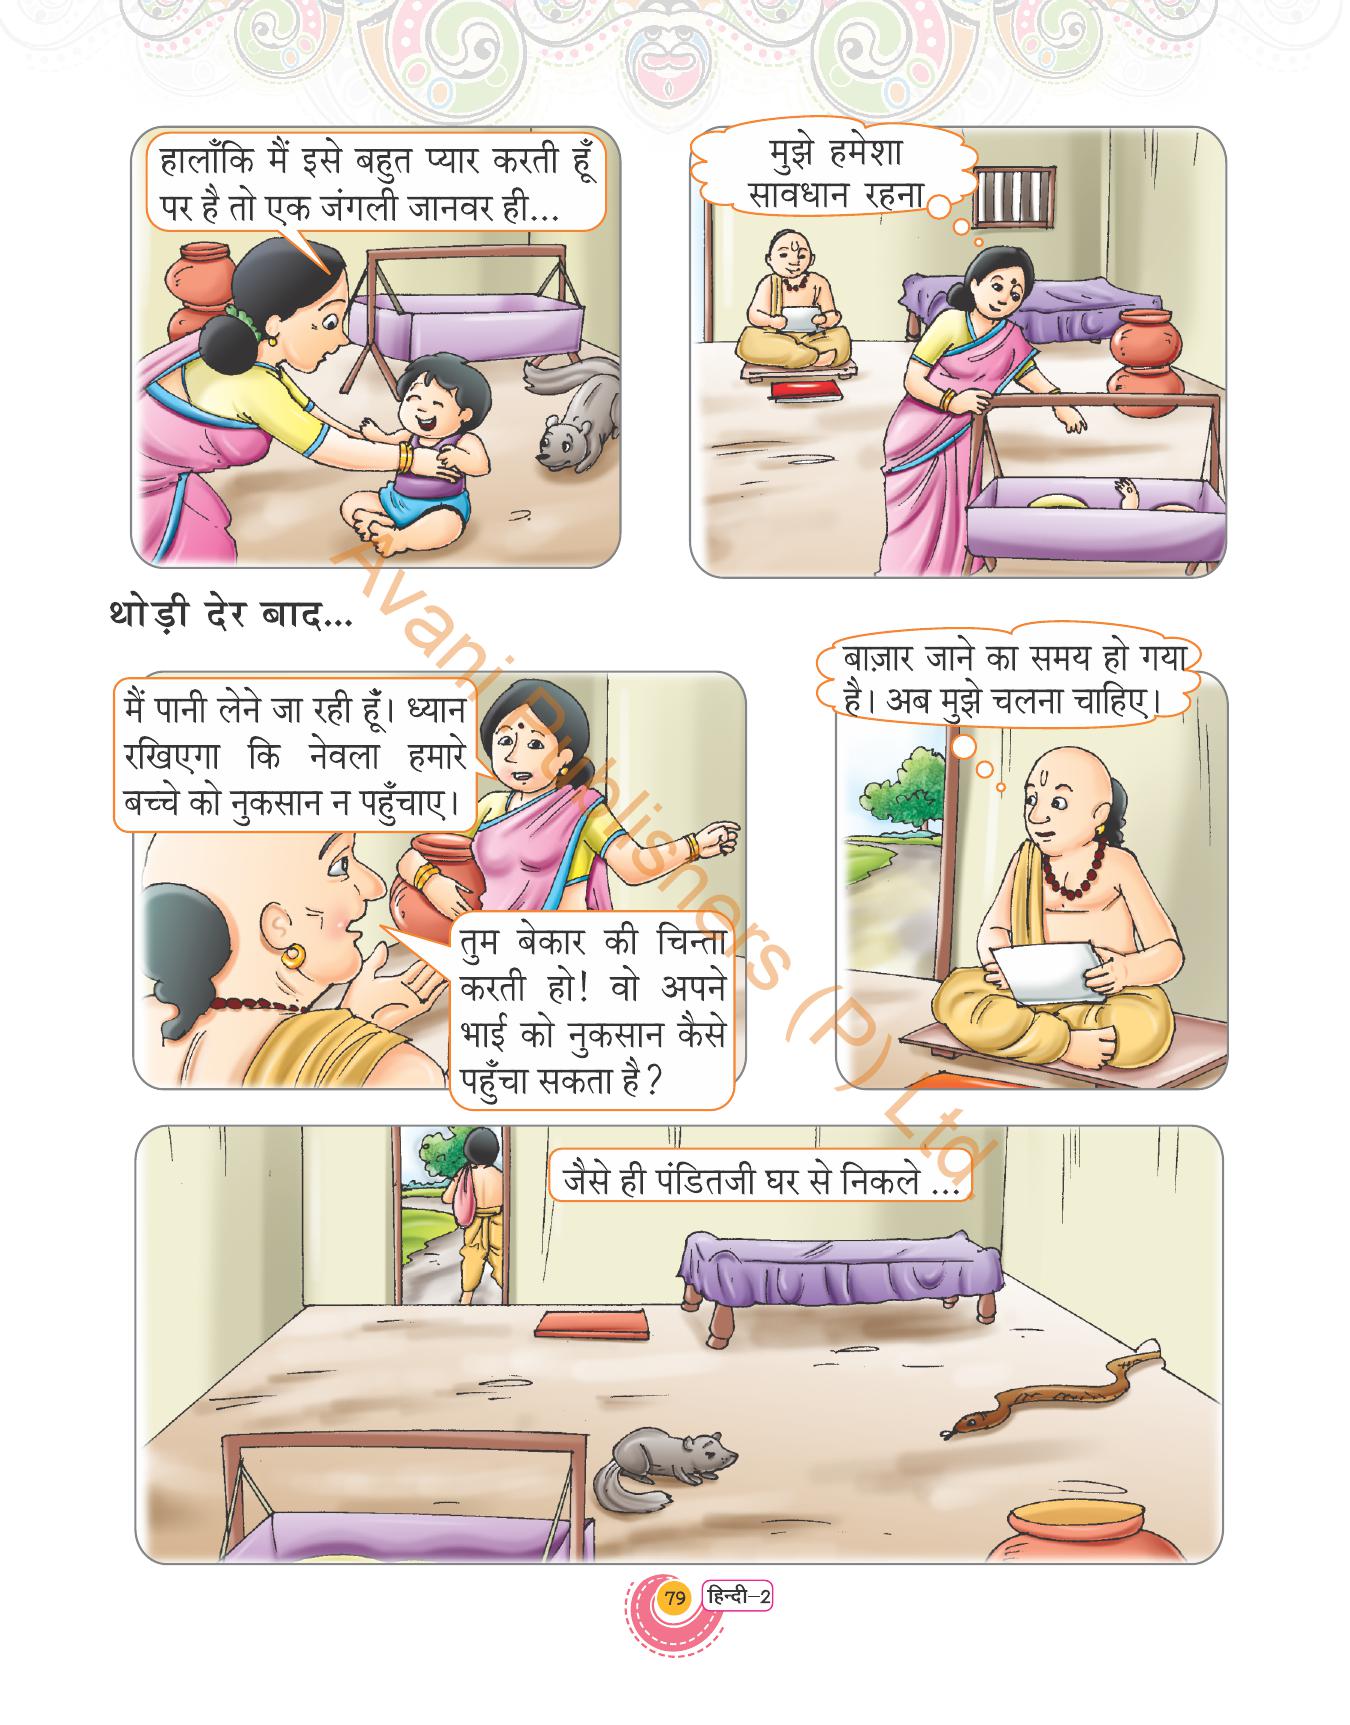 हालाँकि मैं इसे बहुत प्यार करती हूँ
पर है तो एक जंगली जानवर ही...
मुझे हमेशा
सावधान रहना
थोड़ी देर बाद...
मैं पानी लेने जा रही हूँ। ध्यान
रखिएगा कि नेवला हमारे
बच्चे को नुकसान न पहुँचाए।
तुम बेकार की चिन्ता
करती हो! वो अपने
भाई को नुकसान कैसे
पहुँचा सकता है?
बाज़ार जाने का समय हो गया
है। अब मुझे चलना चाहिए।
जैसे ही पंडितजी घर से निकले ...
Avani Publishers (P) Ltd.
79 हिन्दी-2